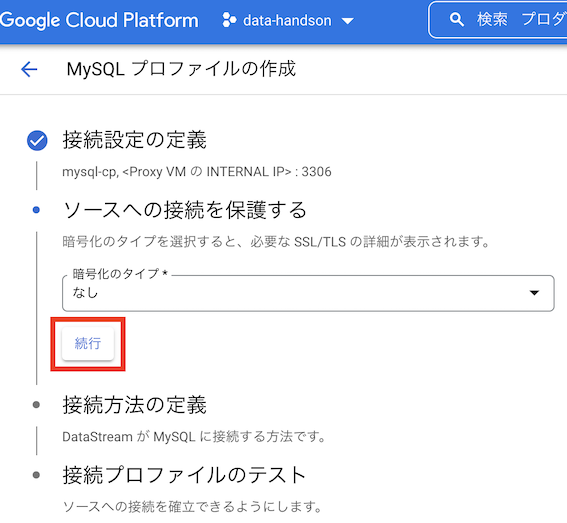 Google Cloud Platform data-handson 検索 プロダ
MySQL プロファイルの作成
接続設定の定義
mysql-cp, <Proxy VM の INTERNAL IP> : 3306
ソースへの接続を保護する
暗号化のタイプを選択すると、必要な SSL/TLS の詳細が表示されます。
暗号化のタイプ *
なし
続行
接続方法の定義
DataStream が MySQL に接続する方法です。
接続プロファイルのテスト
ソースへの接続を確立できるようにします。